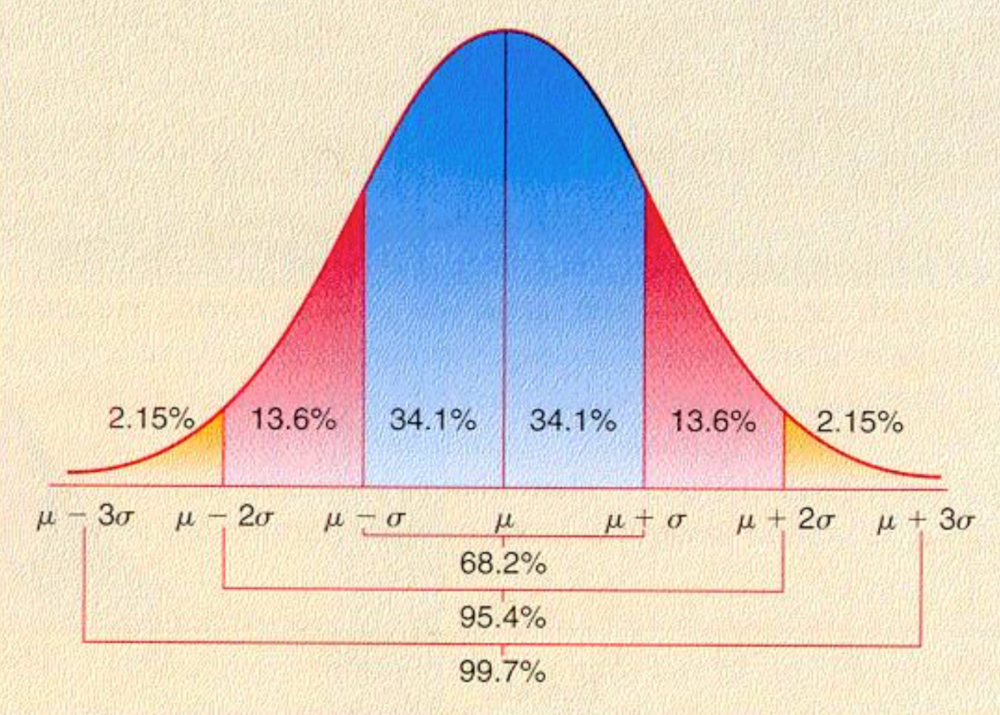 2.15% 13.6% 34.1% 34.1% 13.6% 2.15%
μ − 3σ μ − 2σ μ − σ μ μ + σ μ + 2σ μ + 3σ
68.2%
95.4%
99.7%